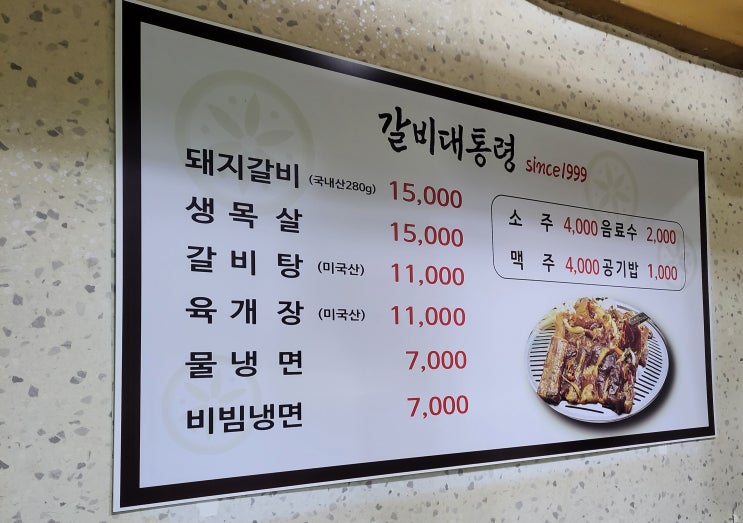 갈비대통령 since1999
돼지갈비 (국내산280g) 15,000
생목살 15,000
갈비탕 (미국산) 11,000
육개장 (미국산) 11,000
물냉면 7,000
비빔냉면 7,000
소주 4,000 음료수 2,000
맥주 4,000 공기밥 1,000